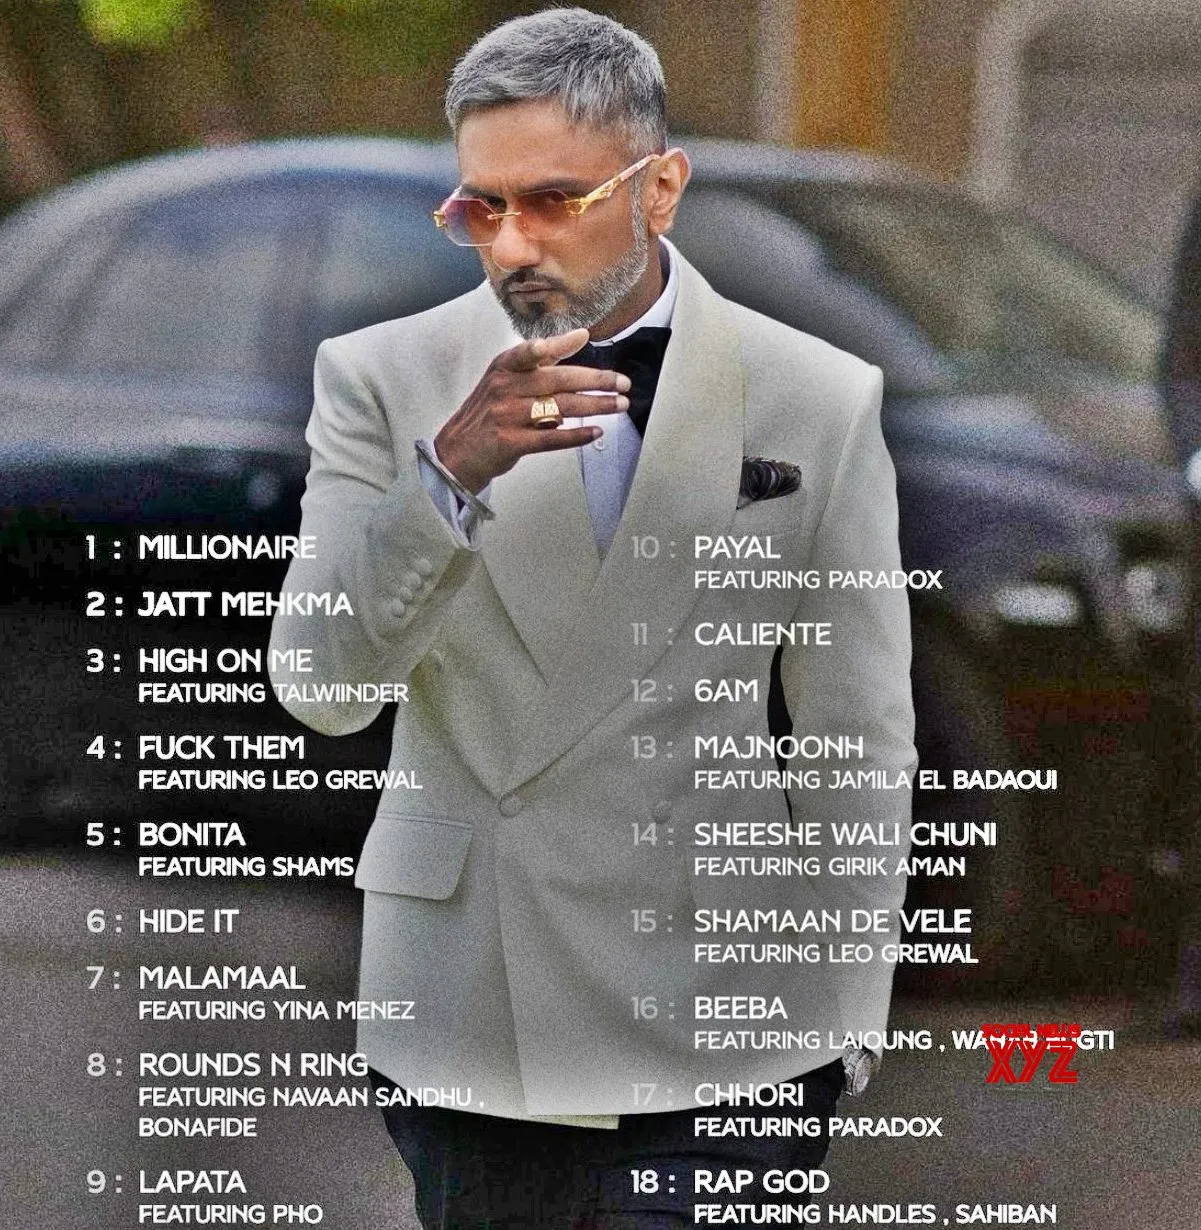 1 : MILLIONAIRE
2 : JATT MEHKMA
3 : HIGH ON ME
FEATURING TALWIINDER
4 : FUCK THEM
FEATURING LEO GREWAL
5 : BONITA
FEATURING SHAMS
6 : HIDE IT
7 : MALAMAAL
FEATURING YINA MENEZ
8 : ROUNDS N RING
FEATURING NAVAAN SANDHU ,
BONAFIDE
9 : LAPATA
FEATURING PHO
10 : PAYAL
FEATURING PARADOX
11 : CALIENTE
12 : 6AM
13 : MAJNOONH
FEATURING JAMILA EL BADAOUI
14 : SHEESHE WALI CHUNI
FEATURING GIRIK AMAN
15 : SHAMAAN DE VELE
FEATURING LEO GREWAL
16 : BEEBA
FEATURING LAIOUNG ,
SOCIAL NEWS
XYZ
17 : CHHORI
FEATURING PARADOX
18 : RAP GOD
FEATURING HANDLES , SAHIBAN